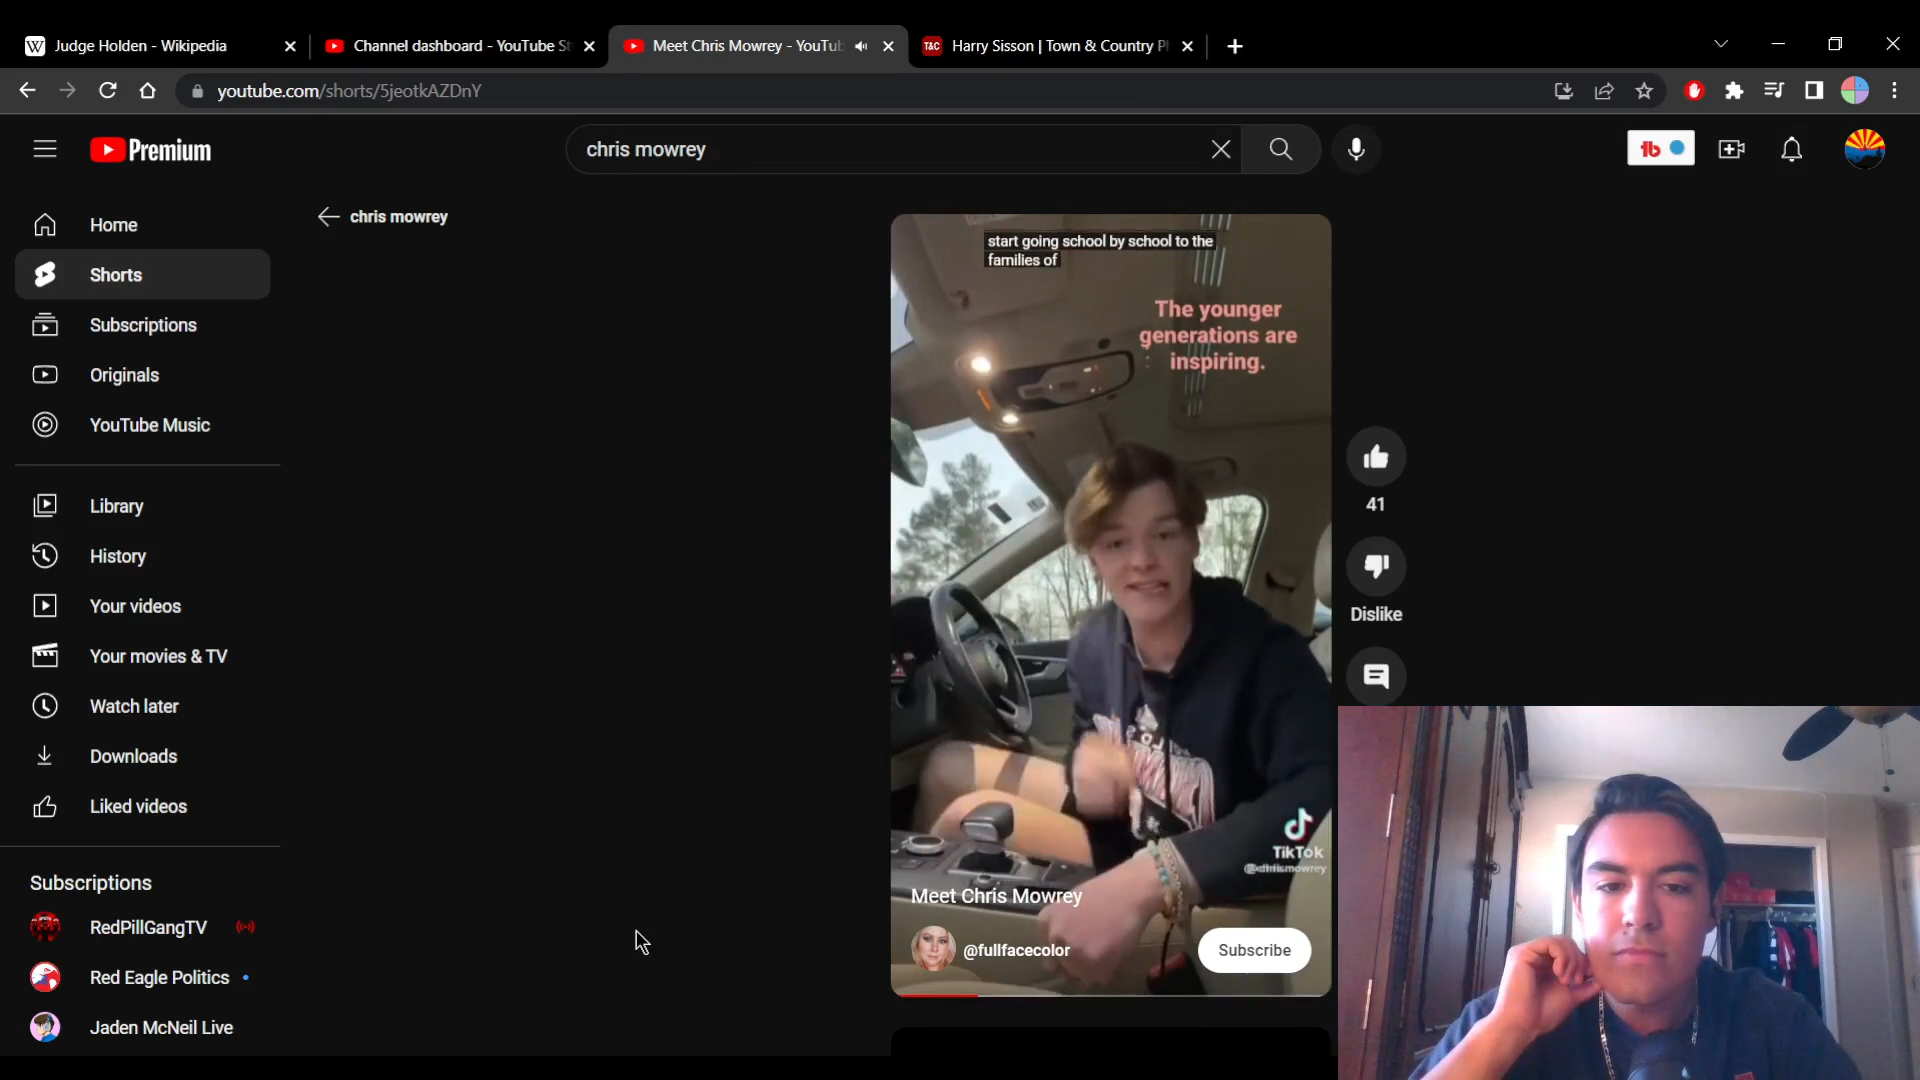 Judge Holden - Wikipedia
Channel dashboard - YouTube St
Meet Chris Mowrey - YouTub
Harry Sisson | Town & Country Pl
youtube.com/shorts/5jeotkAZDnY
Premium
chris mowrey
tb
Home
Shorts
Subscriptions
Originals
YouTube Music
Library
History
Your videos
Your movies & TV
Watch later
Downloads
Liked videos
Subscriptions
RedPillGangTV
Red Eagle Politics
Jaden McNeil Live
chris mowrey
start going school by school to the
families of
The younger
generations are
inspiring.
TikTok
Meet Chris Mowrey
@fullfacecolor
Subscribe
41
Dislike